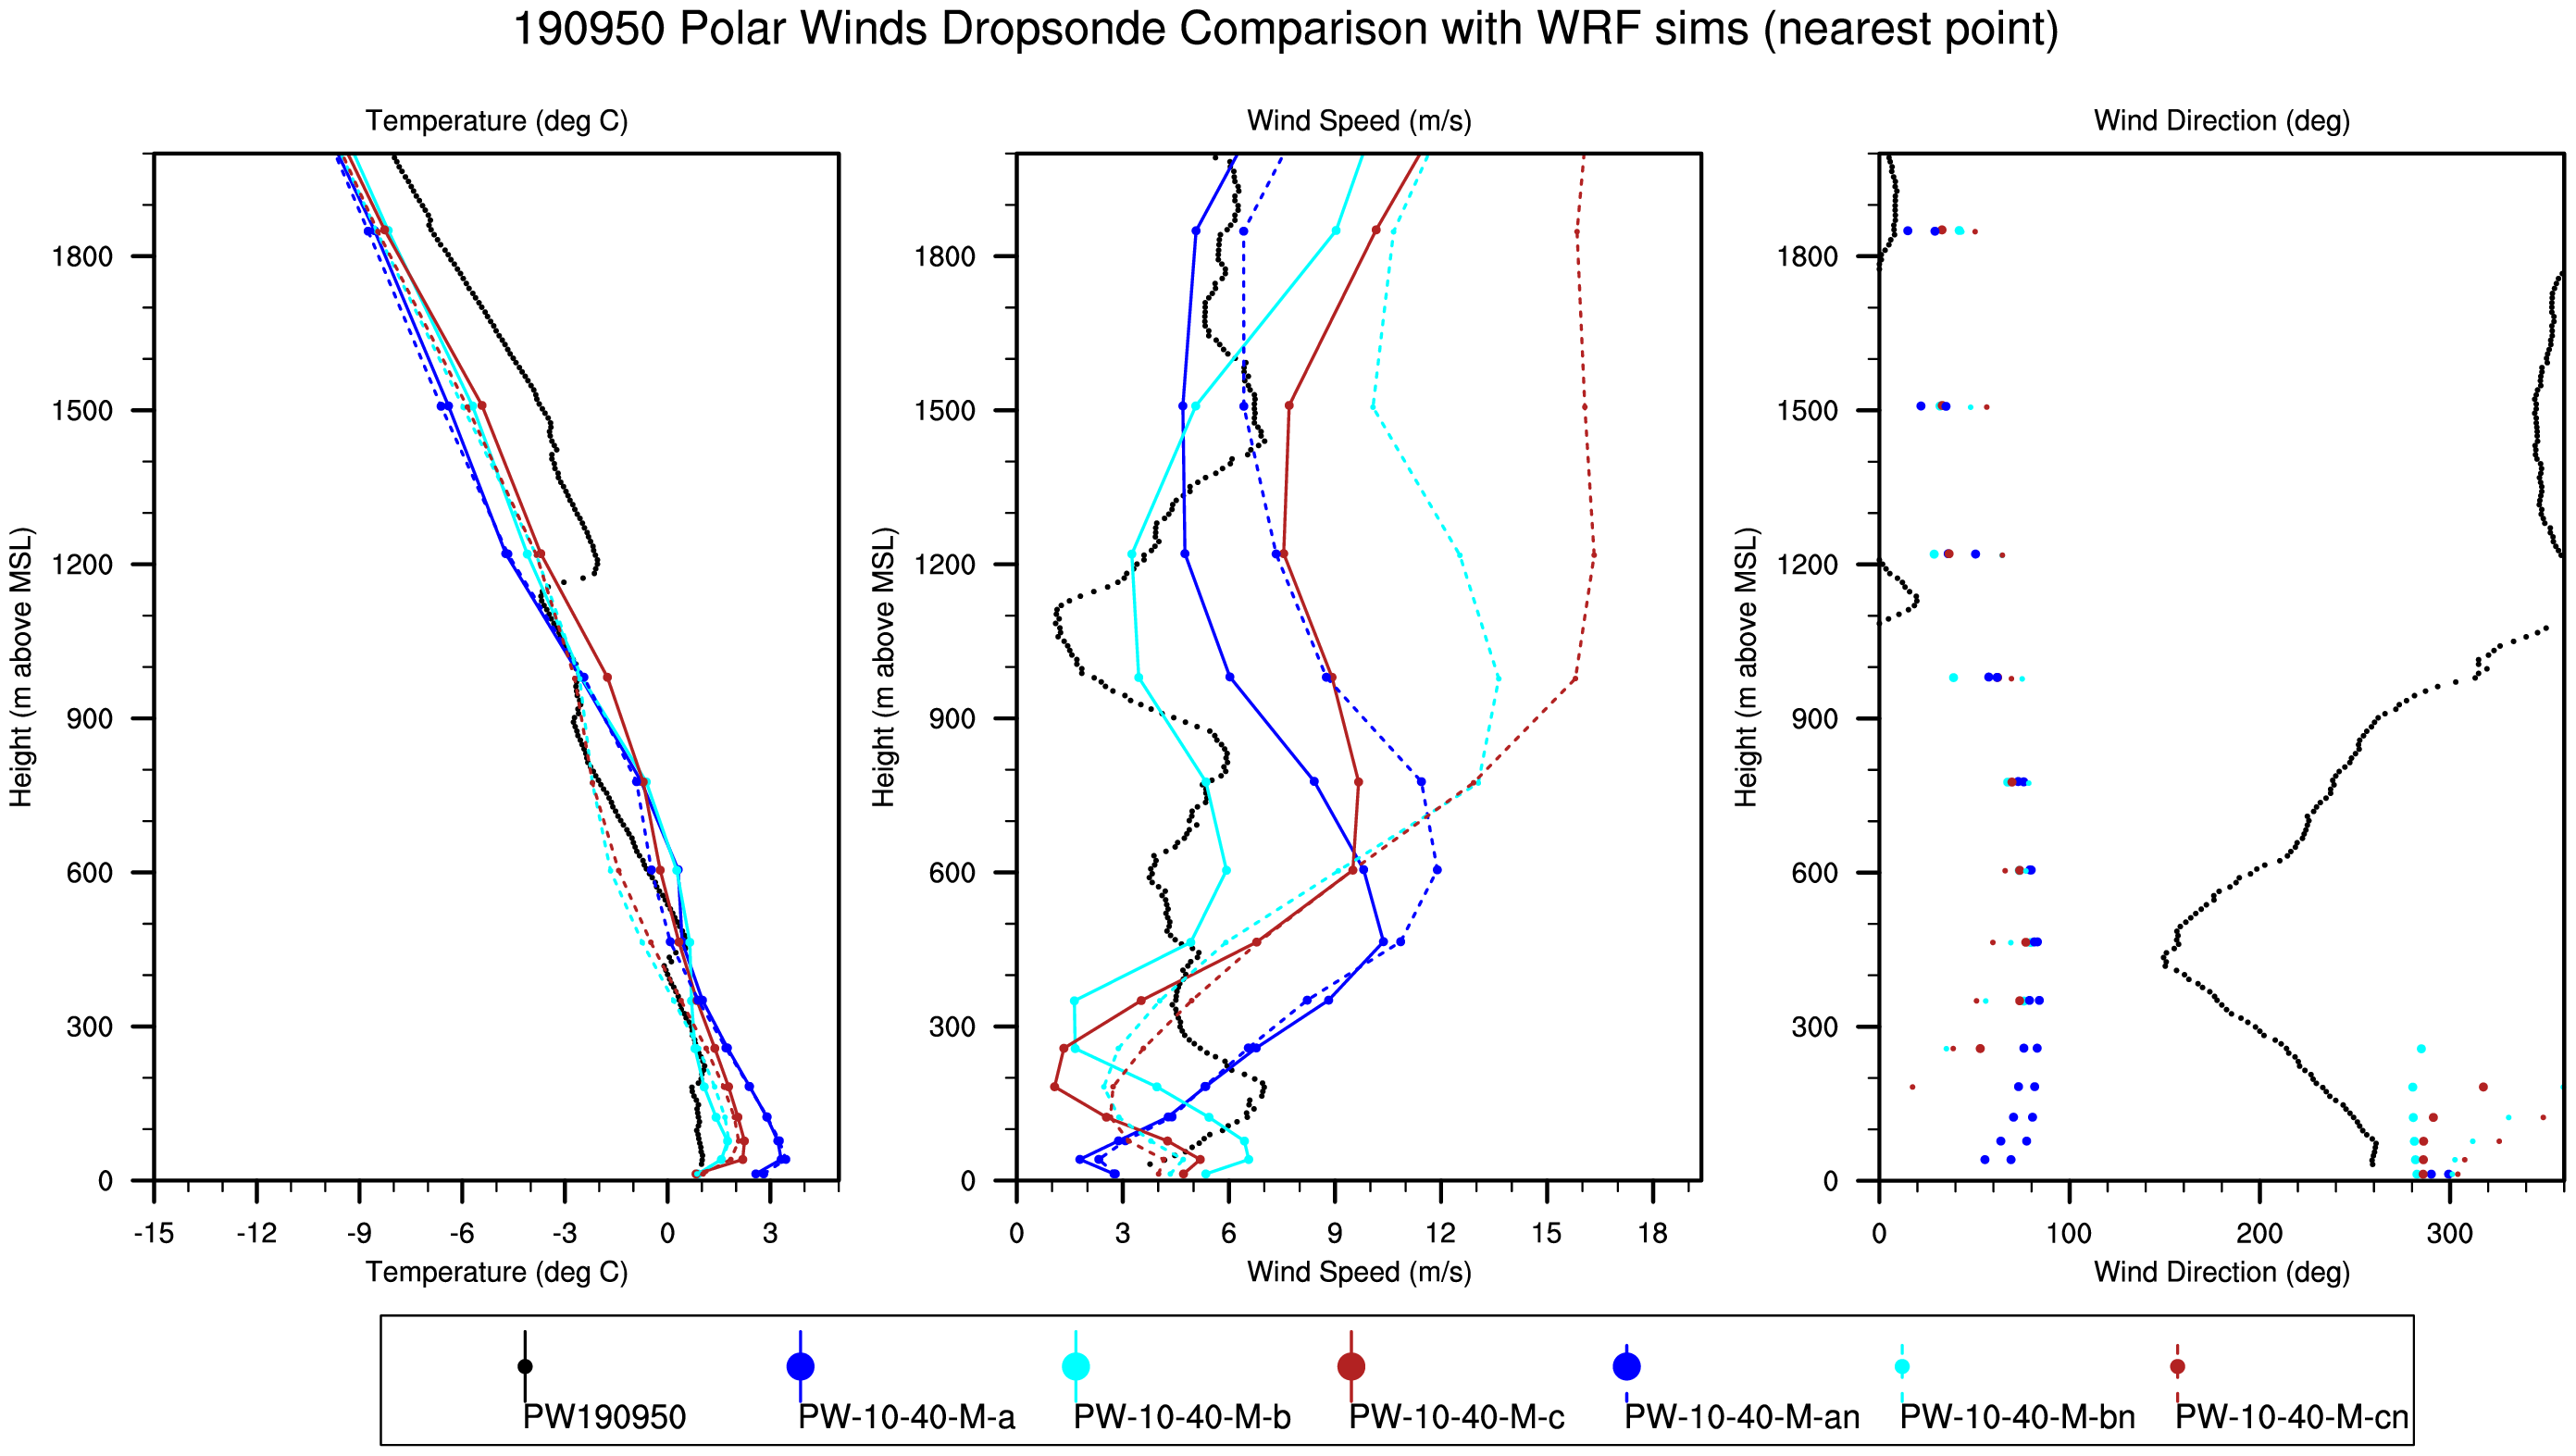 190950 Polar Winds Dropsonde Comparison with WRF sims (nearest point)
Temperature (deg C)
Wind Speed (m/s)
Wind Direction (deg)
Height (m above MSL)
1800
1500
1200
900
600
300
0
-15 -12 -9 -6 -3 0 3
Temperature (deg C)
Height (m above MSL)
1800
1500
1200
900
600
300
0
0 3 6 9 12 15 18
Wind Speed (m/s)
Height (m above MSL)
1800
1500
1200
900
600
300
0
0 100 200 300
Wind Direction (deg)
PW190950 PW-10-40-M-a PW-10-40-M-b PW-10-40-M-c PW-10-40-M-an PW-10-40-M-bn PW-10-40-M-cn